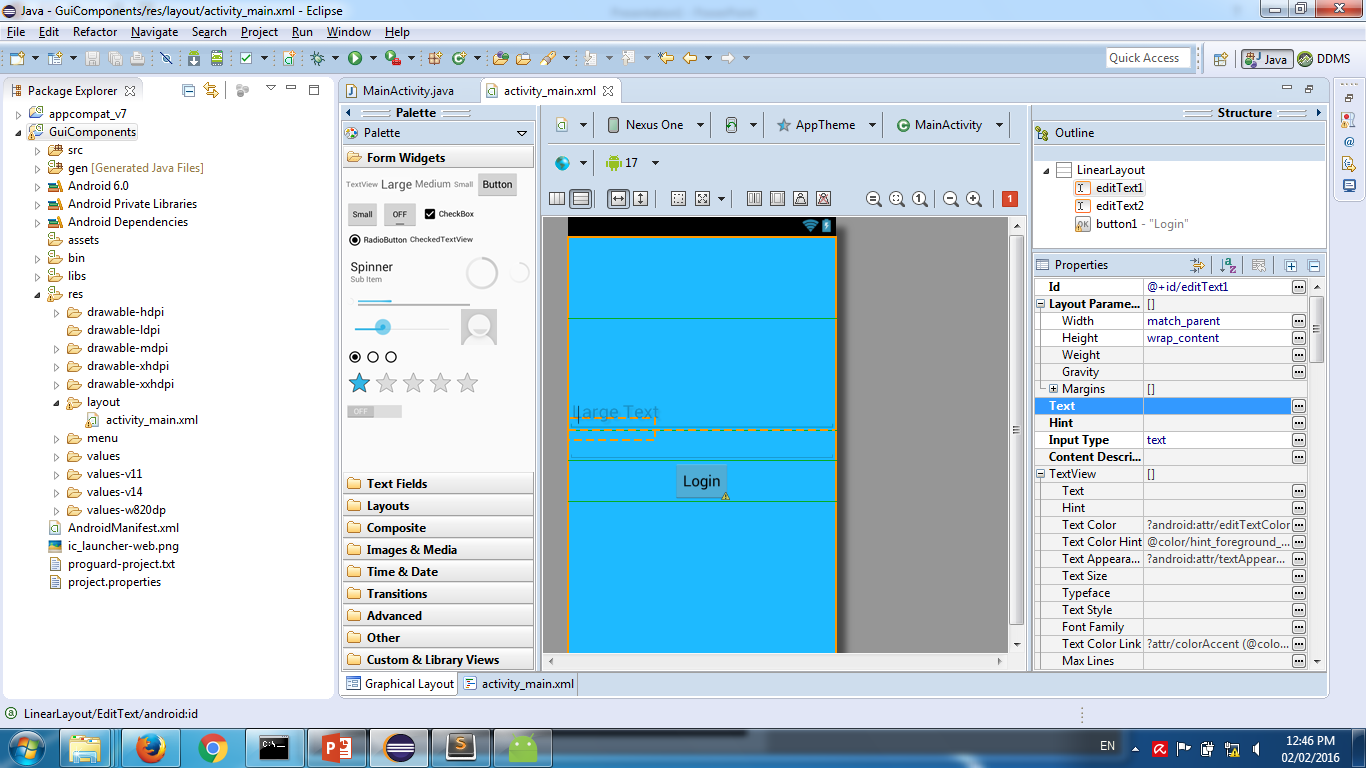 Java - GuiComponents/res/layout/activity_main.xml - Eclipse
File Edit Refactor Navigate Search Project Run Window Help
Quick Access Java DDMS
Package Explorer
appcompat_v7
GuiComponents
src
gen [Generated Java Files]
Android 6.0
Android Private Libraries
Android Dependencies
assets
bin
libs
res
drawable-hdpi
drawable-ldpi
drawable-mdpi
drawable-xhdpi
drawable-xxhdpi
layout
activity_main.xml
menu
values
values-v11
values-v14
values-w820dp
AndroidManifest.xml
ic_launcher-web.png
proguard-project.txt
project.properties
MainActivity.java activity_main.xml
Palette
Palette
Form Widgets
TextView Large Medium Small Button
Small OFF CheckBox
RadioButton CheckedTextView
Spinner
Sub Item
OFF
Text Fields
Layouts
Composite
Images & Media
Time & Date
Transitions
Advanced
Other
Custom & Library Views
Graphical Layout activity_main.xml
Nexus One AppTheme MainActivity
17
1
1
Large Text
Login
Structure
Outline
LinearLayout
editText1
editText2
button1 - "Login"
Properties
Id @+id/editText1
Layout Parame... []
Width match_parent
Height wrap_content
Weight
Gravity
Margins []
Text
Hint
Input Type text
Content Descri...
TextView []
Text
Hint
Text Color ?android:attr/editTextColor
Text Color Hint @color/hint_foreground_...
Text Appeara... ?android:attr/textAppear...
Text Size
Typeface
Text Style
Font Family
Text Color Link ?attr/colorAccent (@colo...
Max Lines
LinearLayout/EditText/android:id
EN
12:46 PM
02/02/2016